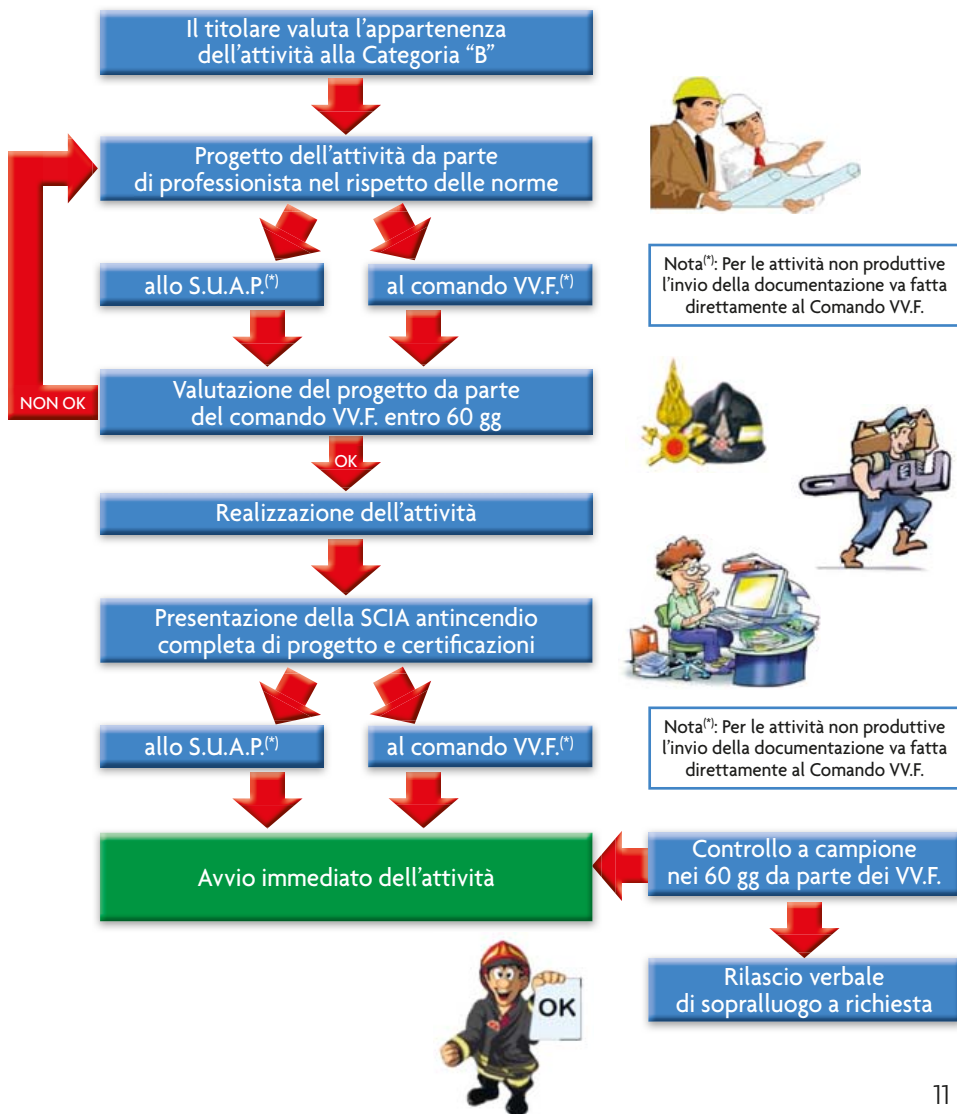 Il titolare valuta l'appartenenza
dell'attività alla Categoria “B”
Progetto dell'attività da parte
di professionista nel rispetto delle norme
allo S.U.A.P.(*)
al comando VV.F.(*)
Nota(*): Per le attività non produttive
l'invio della documentazione va fatta
direttamente al Comando VV.F.
NON OK
Valutazione del progetto da parte
del comando VV.F. entro 60 gg
OK
Realizzazione dell'attività
Presentazione della SCIA antincendio
completa di progetto e certificazioni
allo S.U.A.P.(*)
al comando VV.F.(*)
Nota(*): Per le attività non produttive
l'invio della documentazione va fatta
direttamente al Comando VV.F.
Avvio immediato dell'attività
Controllo a campione
nei 60 gg da parte dei VV.F.
Rilascio verbale
di sopralluogo a richiesta
OK
11